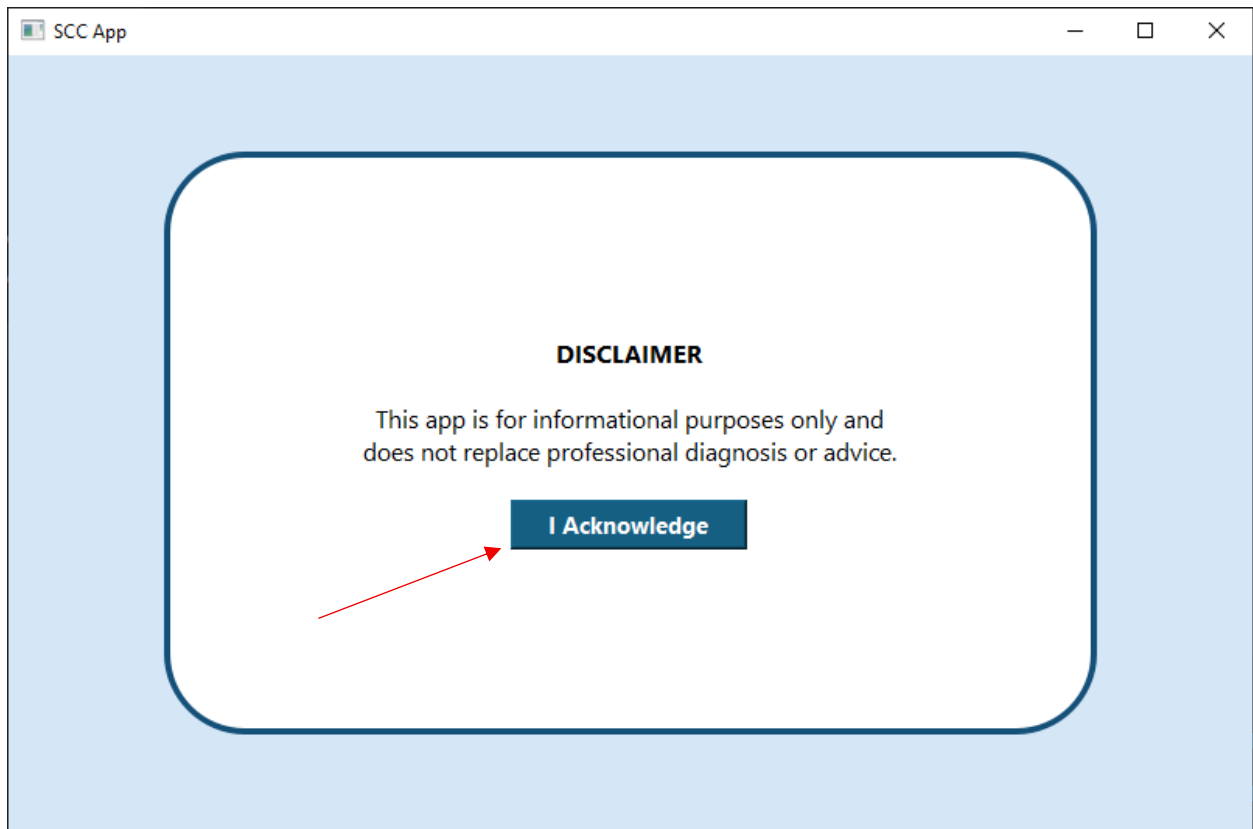 SCC App
DISCLAIMER
This app is for informational purposes only and
does not replace professional diagnosis or advice.
I Acknowledge